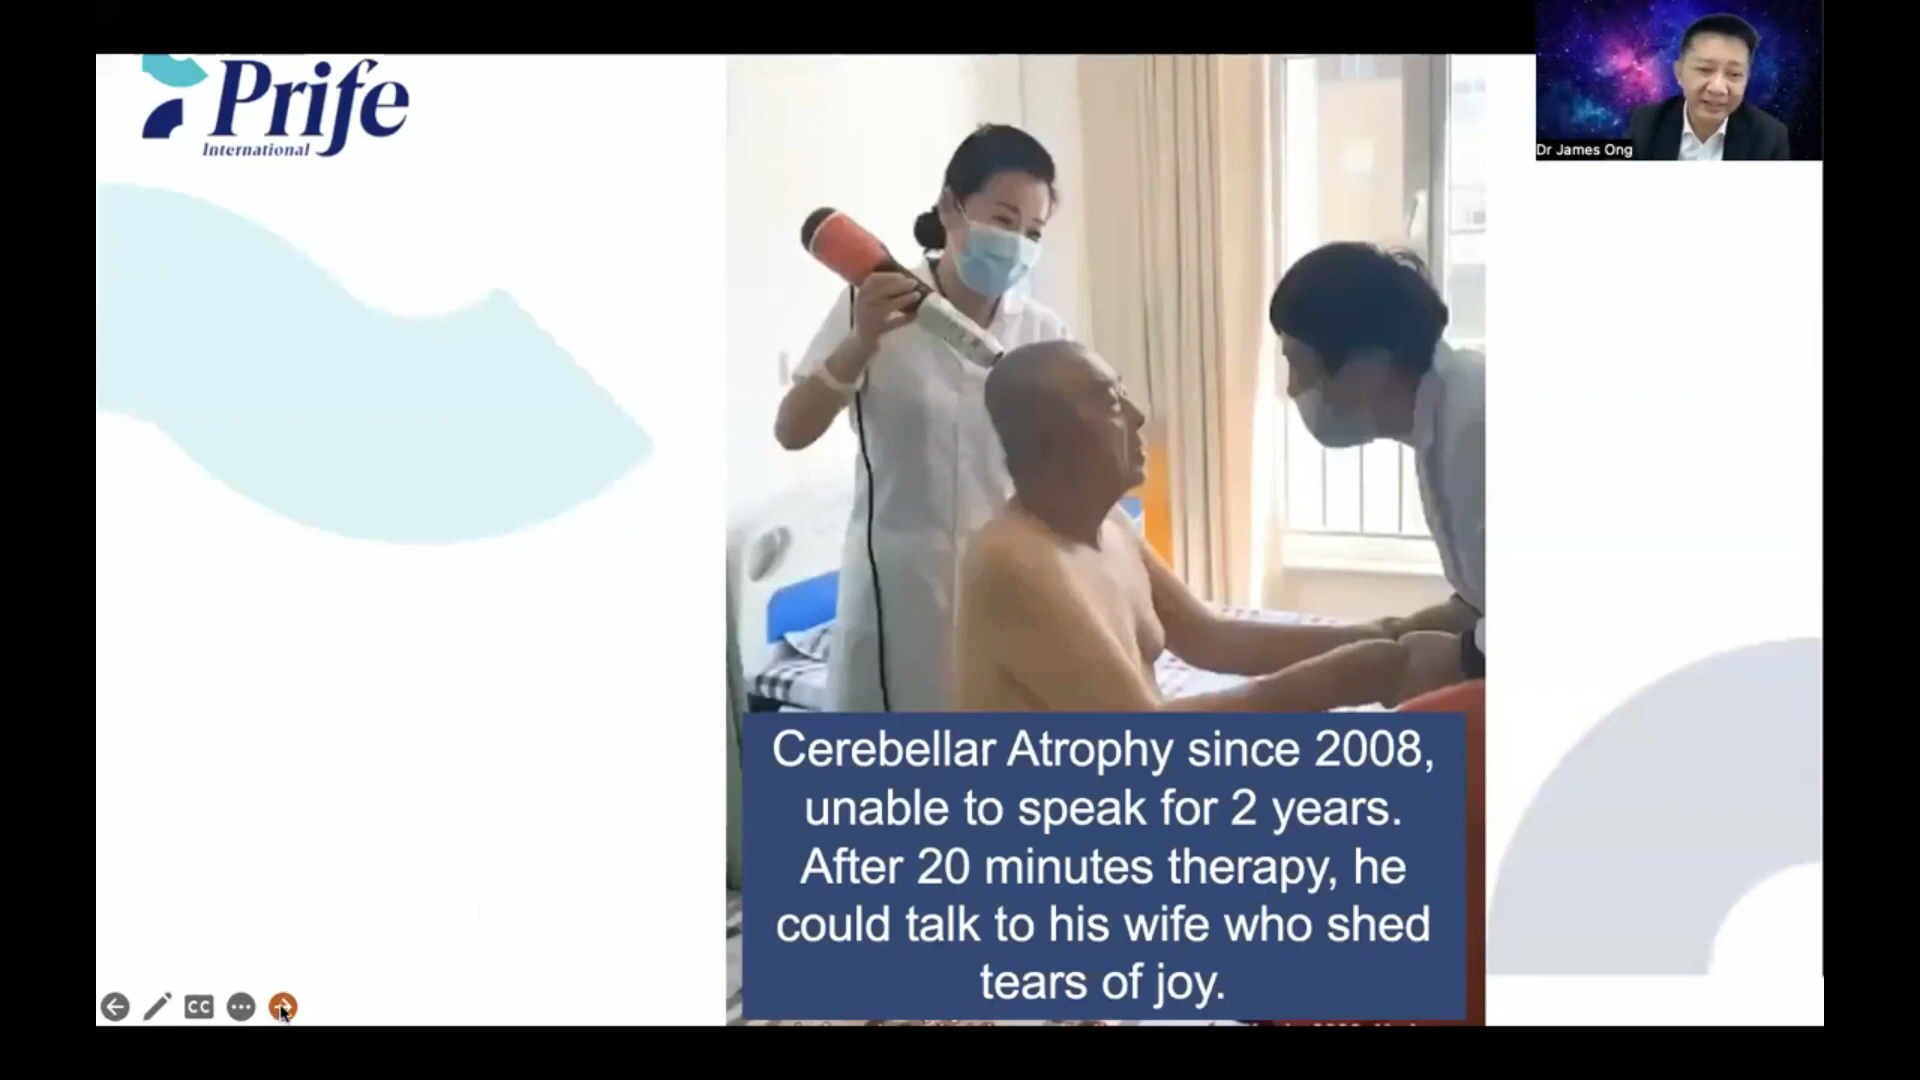 Prife
International
Dr James Ong
Cerebellar Atrophy since 2008,
unable to speak for 2 years.
After 20 minutes therapy, he
could talk to his wife who shed
tears of joy.
CC